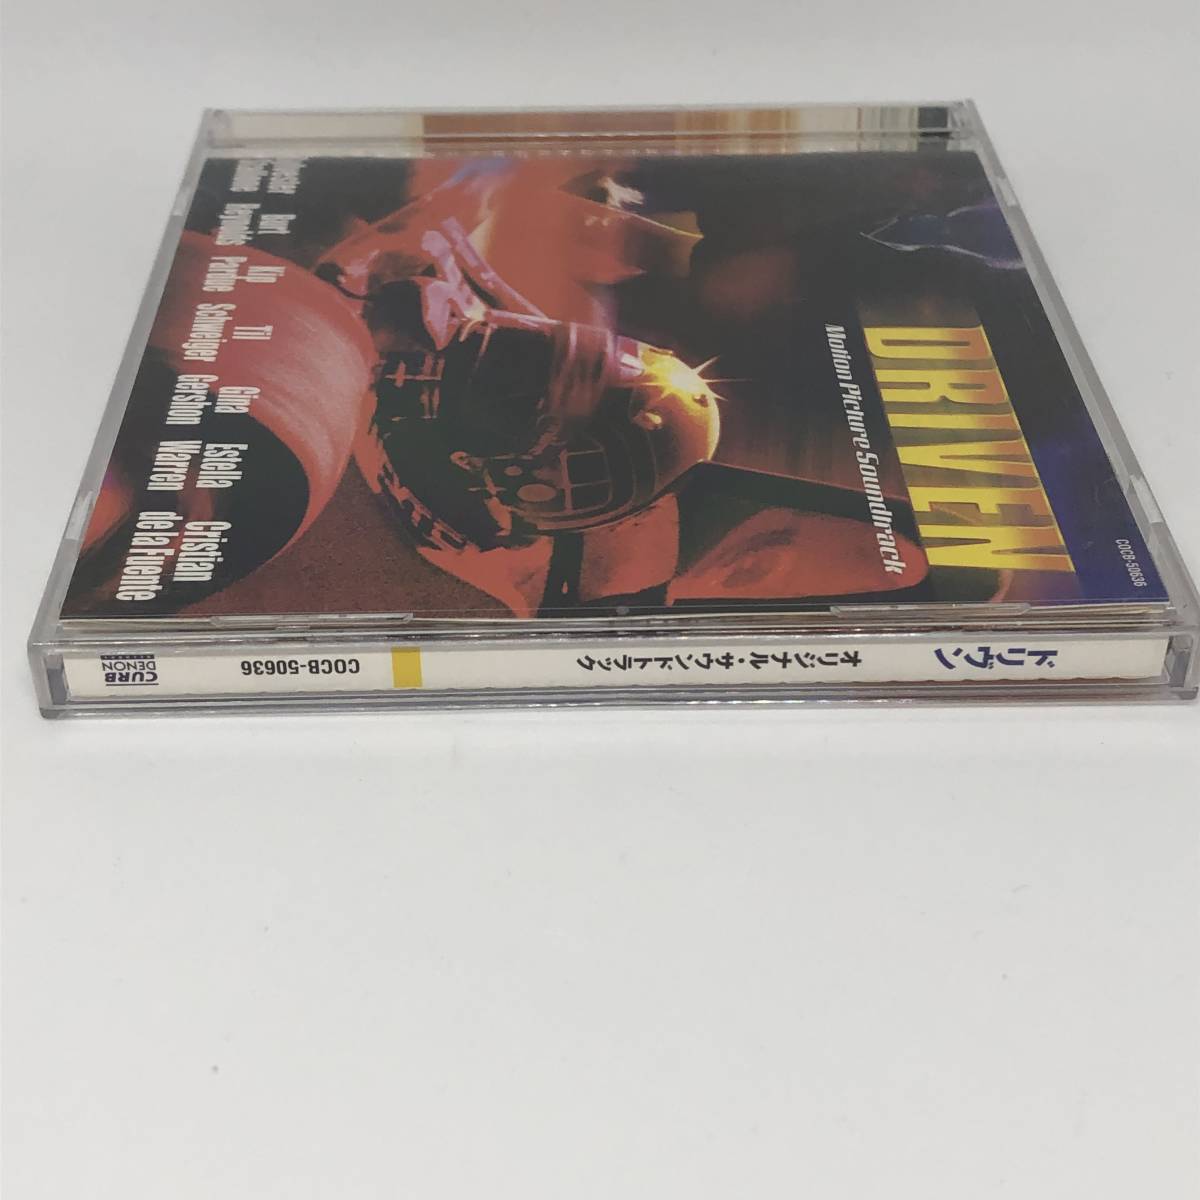 DRIVEN
Motion Picture Soundtrack
COCB-50636
Stallone
Burt
Reynolds
Kip
Pardue
Til
Schweiger
Gina
Gershon
Estella
Warren
Cristian
de la Fuente
ドリヴン
オリジナル・サウンドトラック
COCB-50636
CURB
DENON